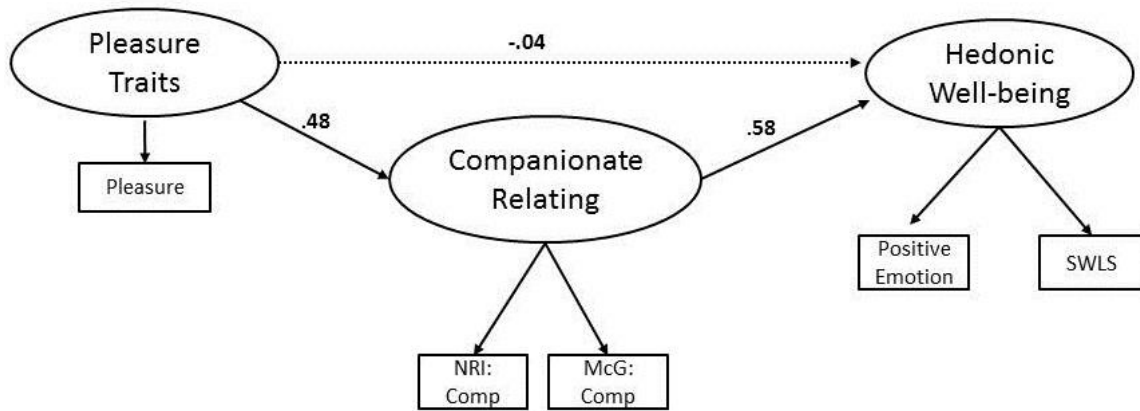 Pleasure
Traits
-.04
Hedonic
Well-being
.48
.58
Companionate
Relating
Pleasure
Positive
Emotion
SWLS
NRI:
Comp
McG:
Comp